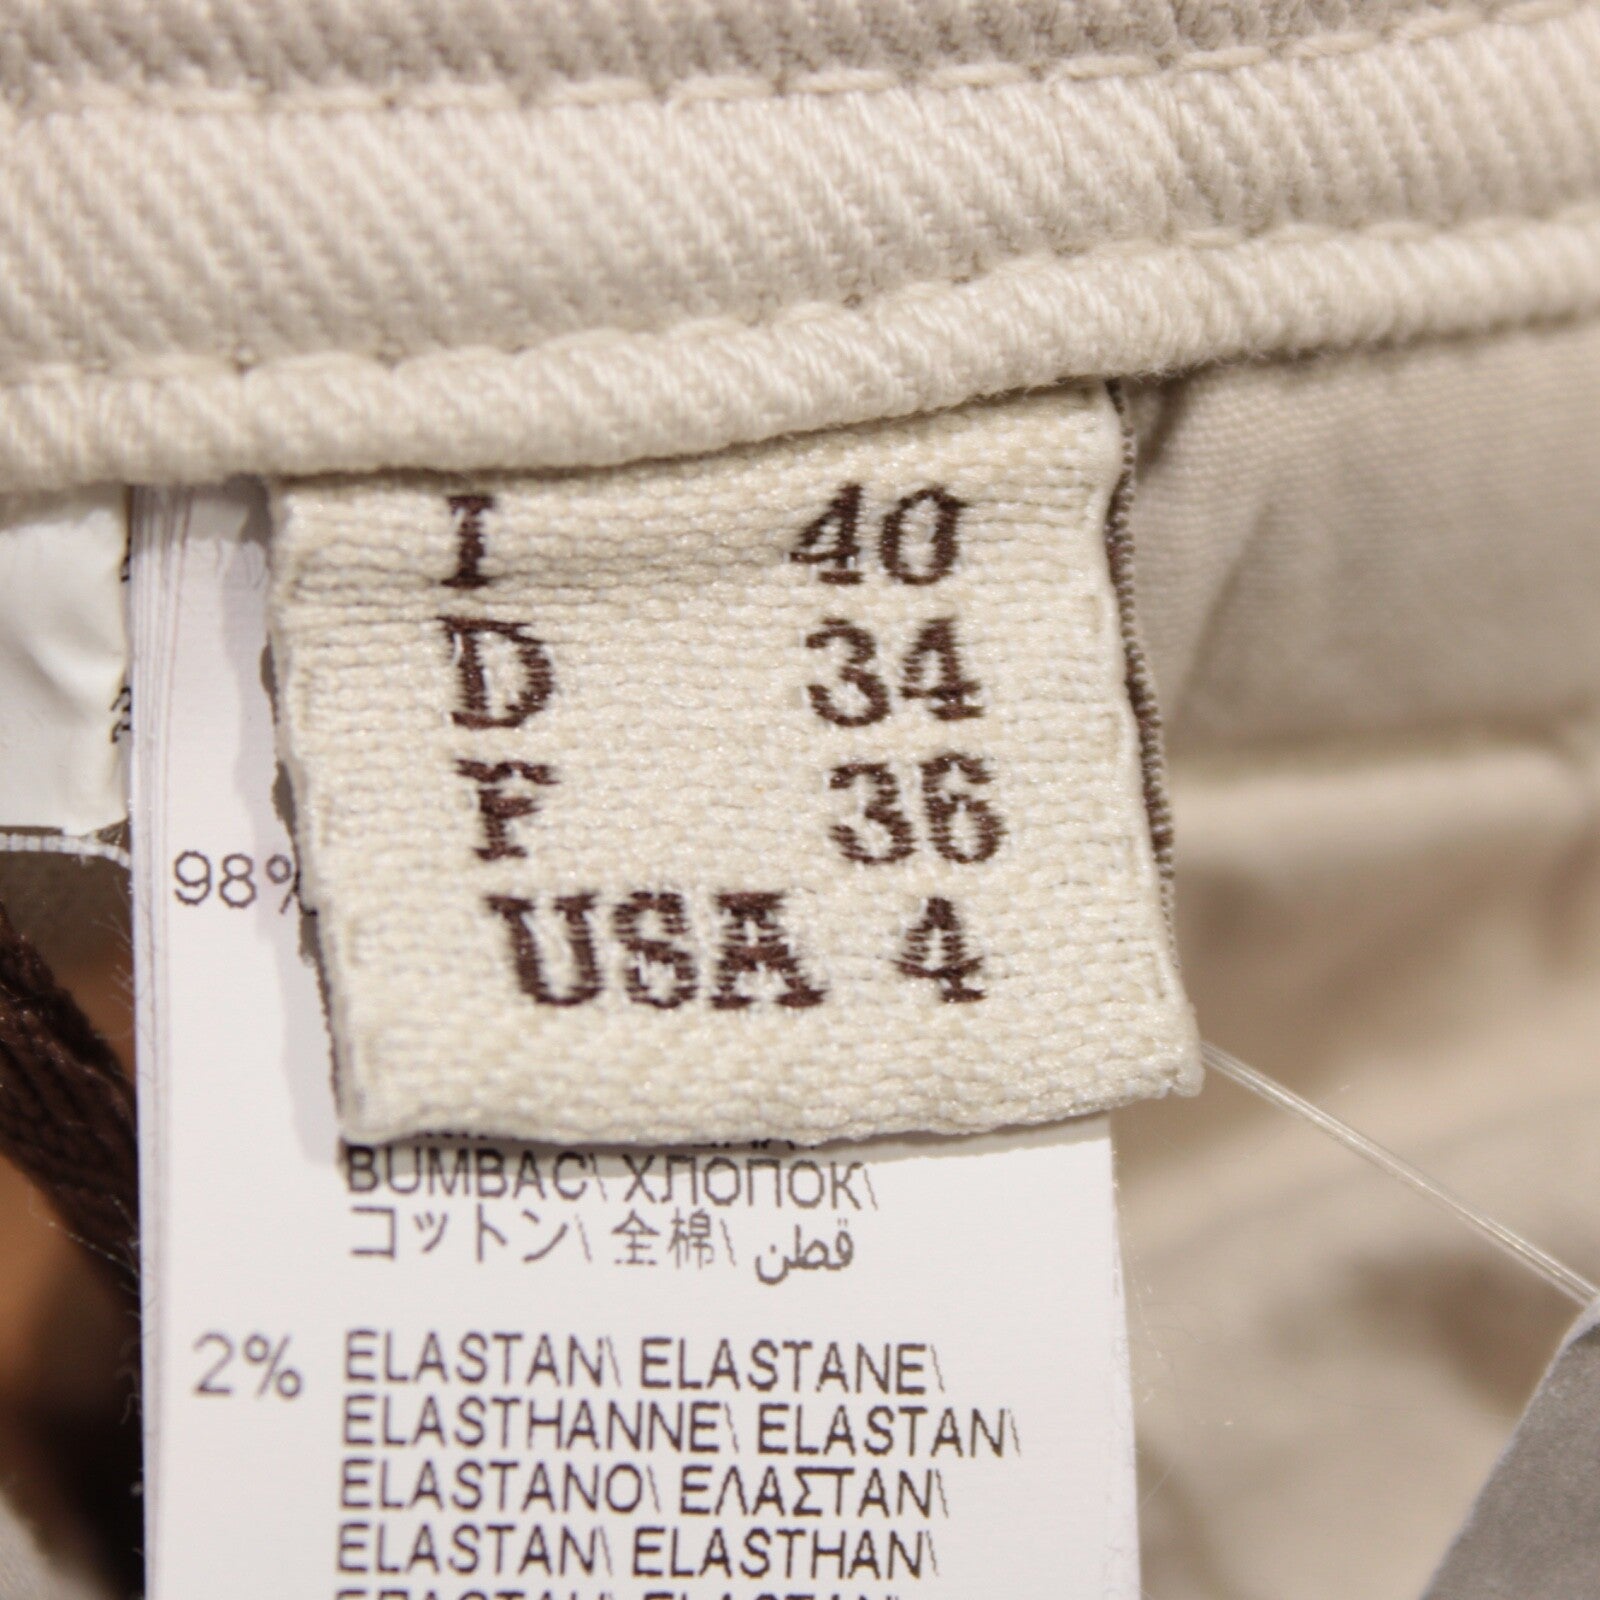 I 40
D 34
F 36
USA 4
98%
BUMBAC\ ХЛОПОК\
コットン\ 全棉\ قطن
2% ELASTAN\ ELASTANE\
ELASTHANNE\ ELASTAN\
ELASTANO\ ΕΛΑΣΤΑΝ\
ELASTAN\ ELASTHAN\